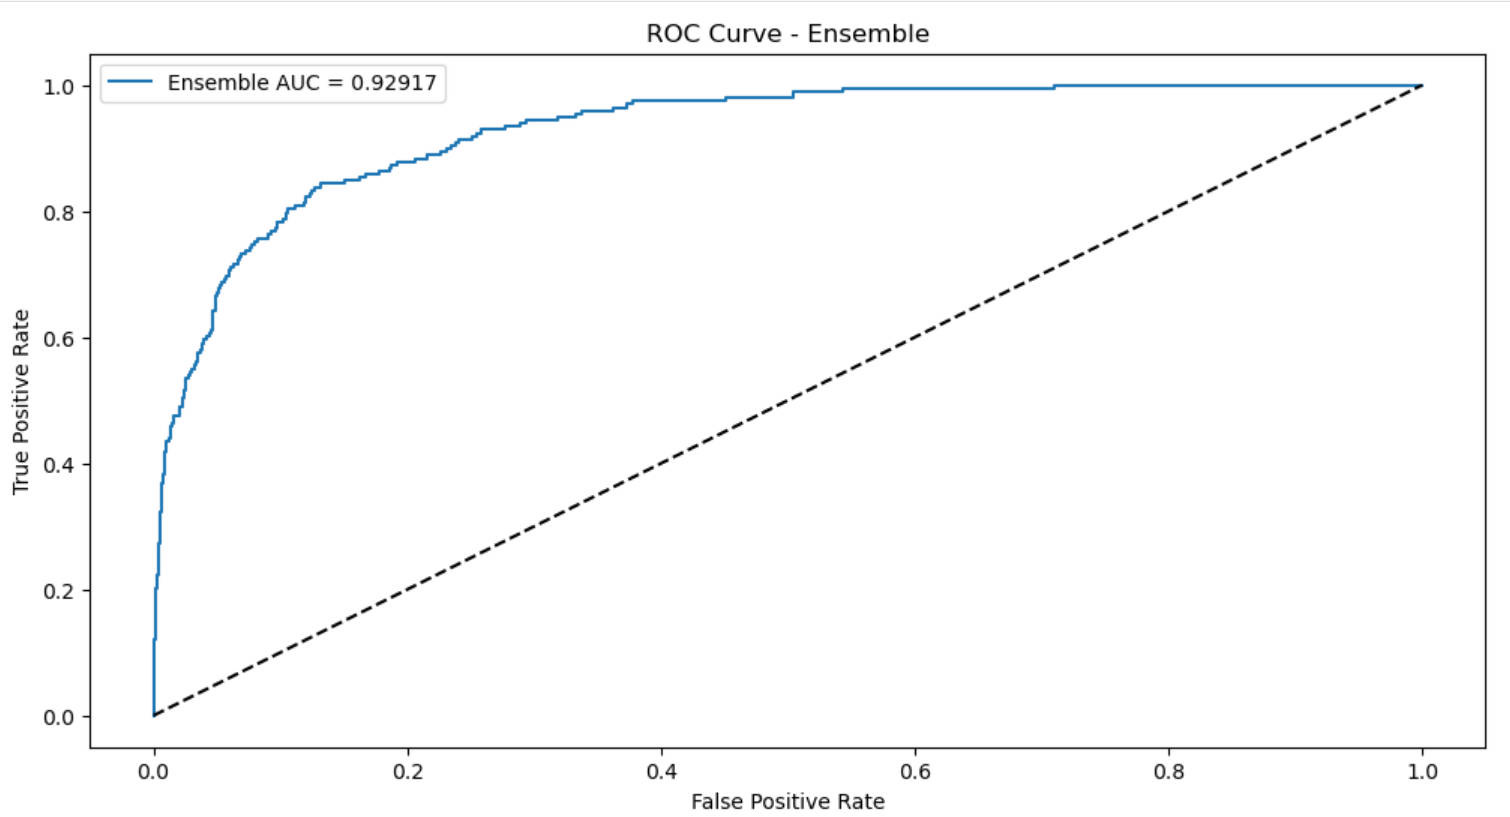 ROC Curve - Ensemble
Ensemble AUC = 0.92917
1.0
0.8
0.6
0.4
0.2
0.0
True Positive Rate
0.0 0.2 0.4 0.6 0.8 1.0
False Positive Rate